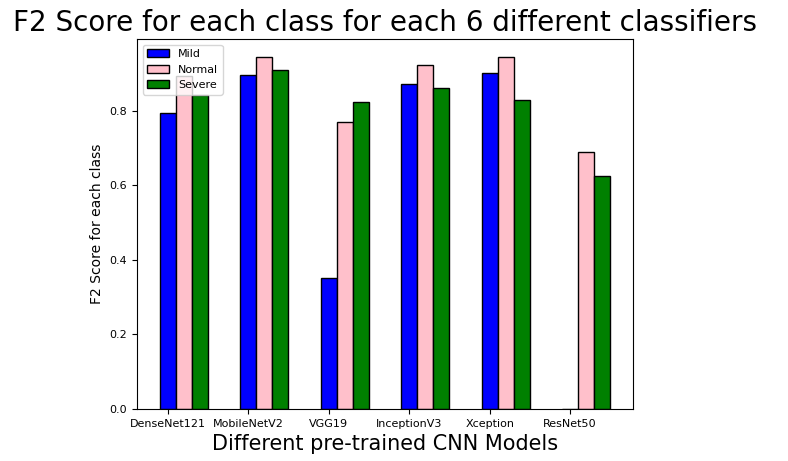 F2 Score for each class for each 6 different classifiers
Mild
Normal
Severe
F2 Score for each class
0.8
0.6
0.4
0.2
0.0
DenseNet121 MobileNetV2 VGG19 InceptionV3 Xception ResNet50
Different pre-trained CNN Models